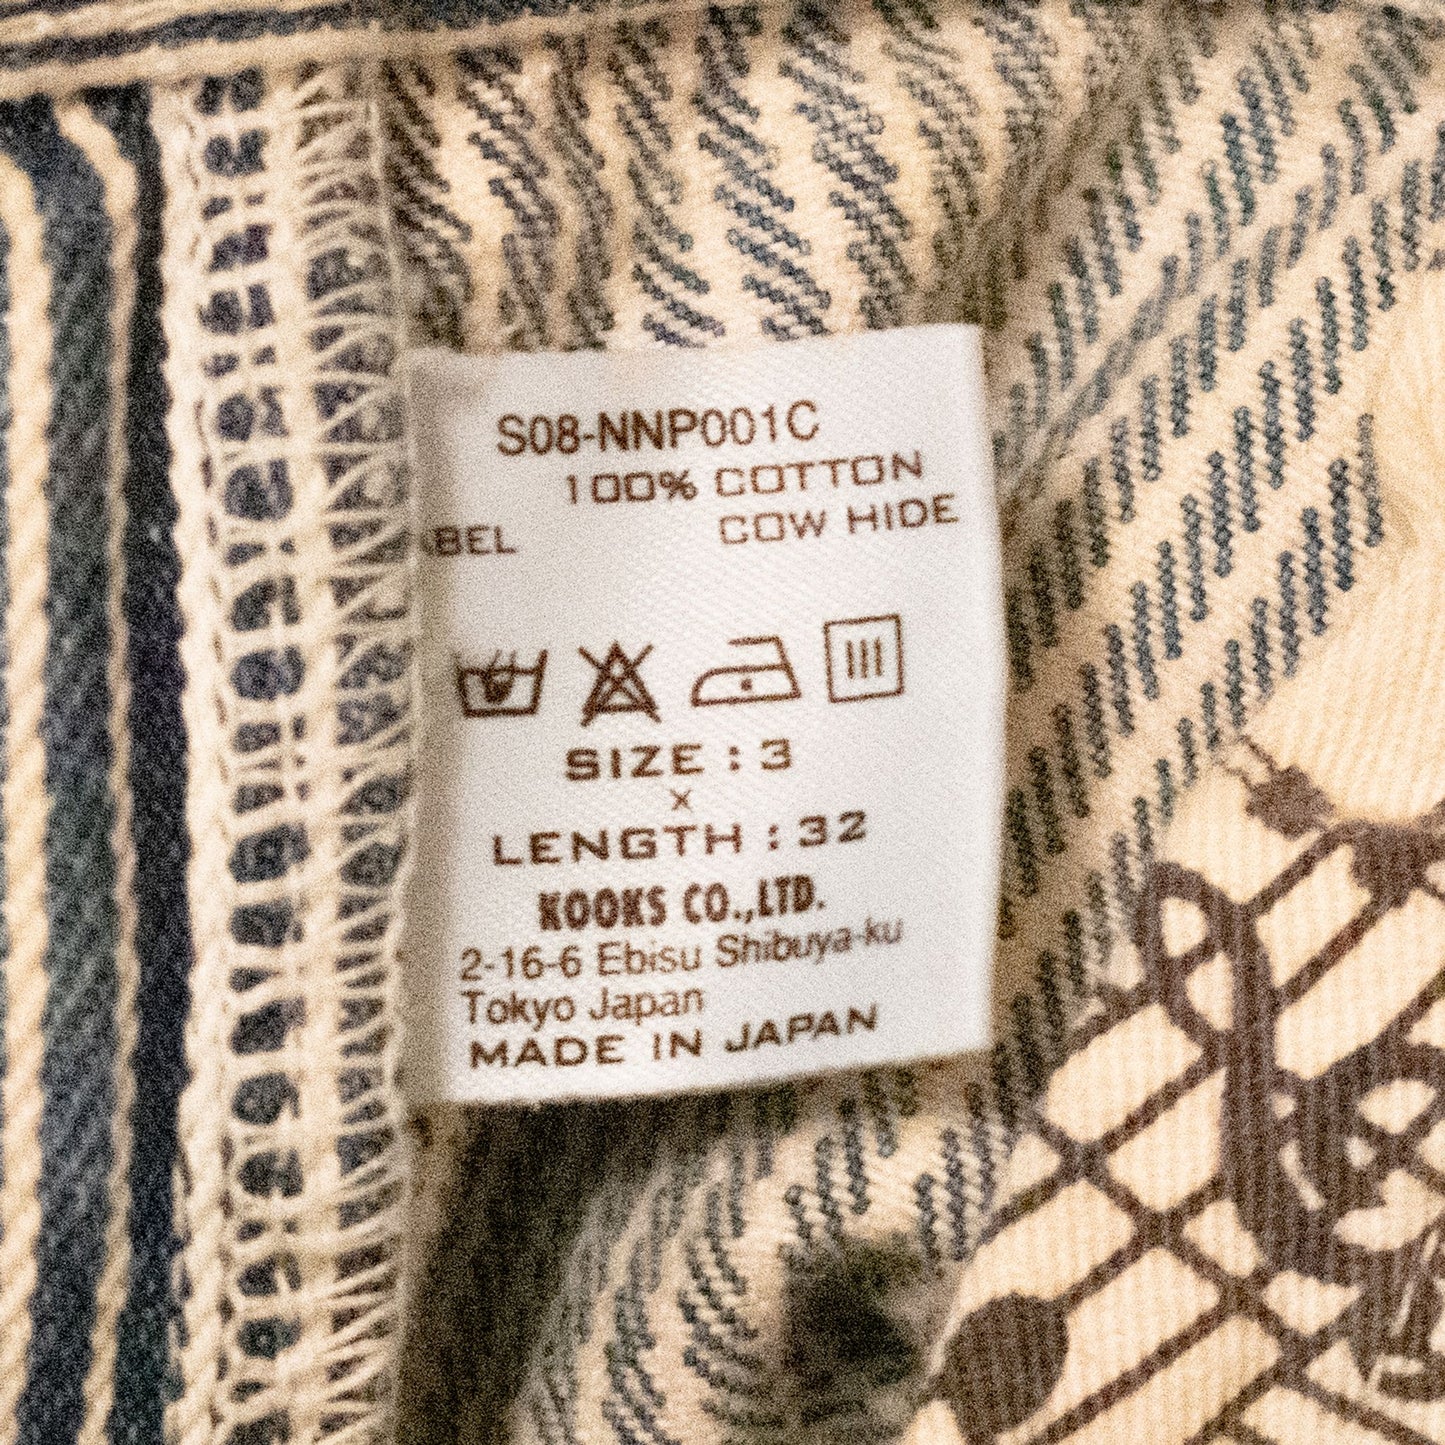 S08-NNP001C
100% COTTON
ABEL COW HIDE
SIZE : 3
×
LENGTH : 32
KOOKS CO.,LTD.
2-16-6 Ebisu Shibuya-ku
Tokyo Japan
MADE IN JAPAN